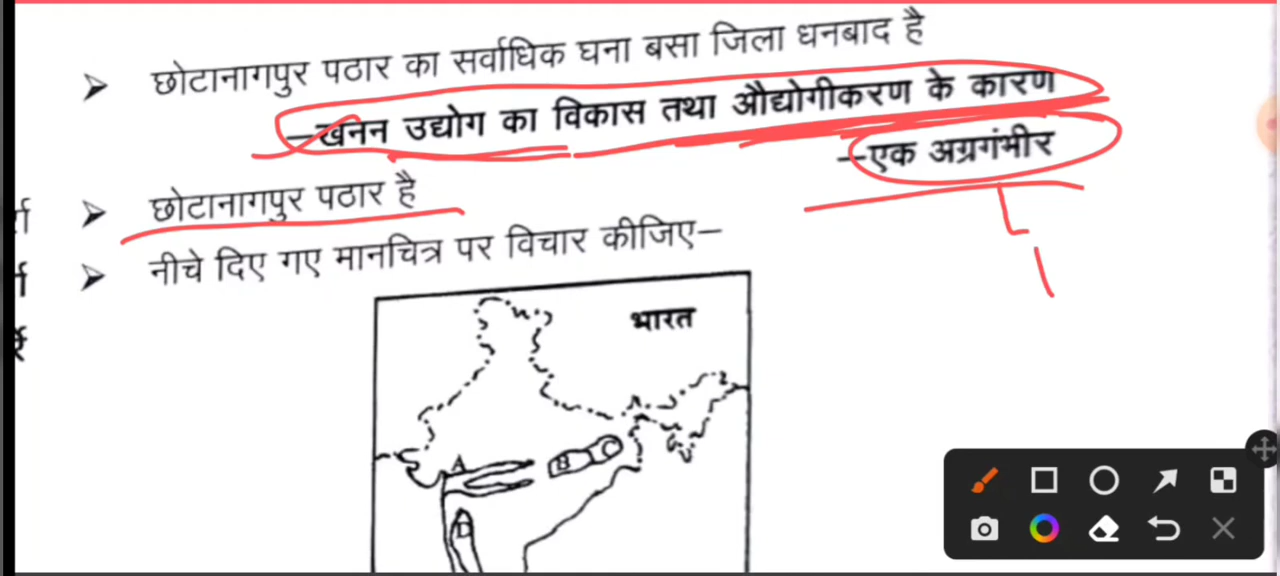 ➢ छोटानागपुर पठार का सर्वाधिक घना बसा जिला धनबाद है
–खनन उद्योग का विकास तथा औद्योगीकरण के कारण
–एक अग्रगंभीर
➢ छोटानागपुर पठार है
➢ नीचे दिए गए मानचित्र पर विचार कीजिए–
भारत
A
B
C
D